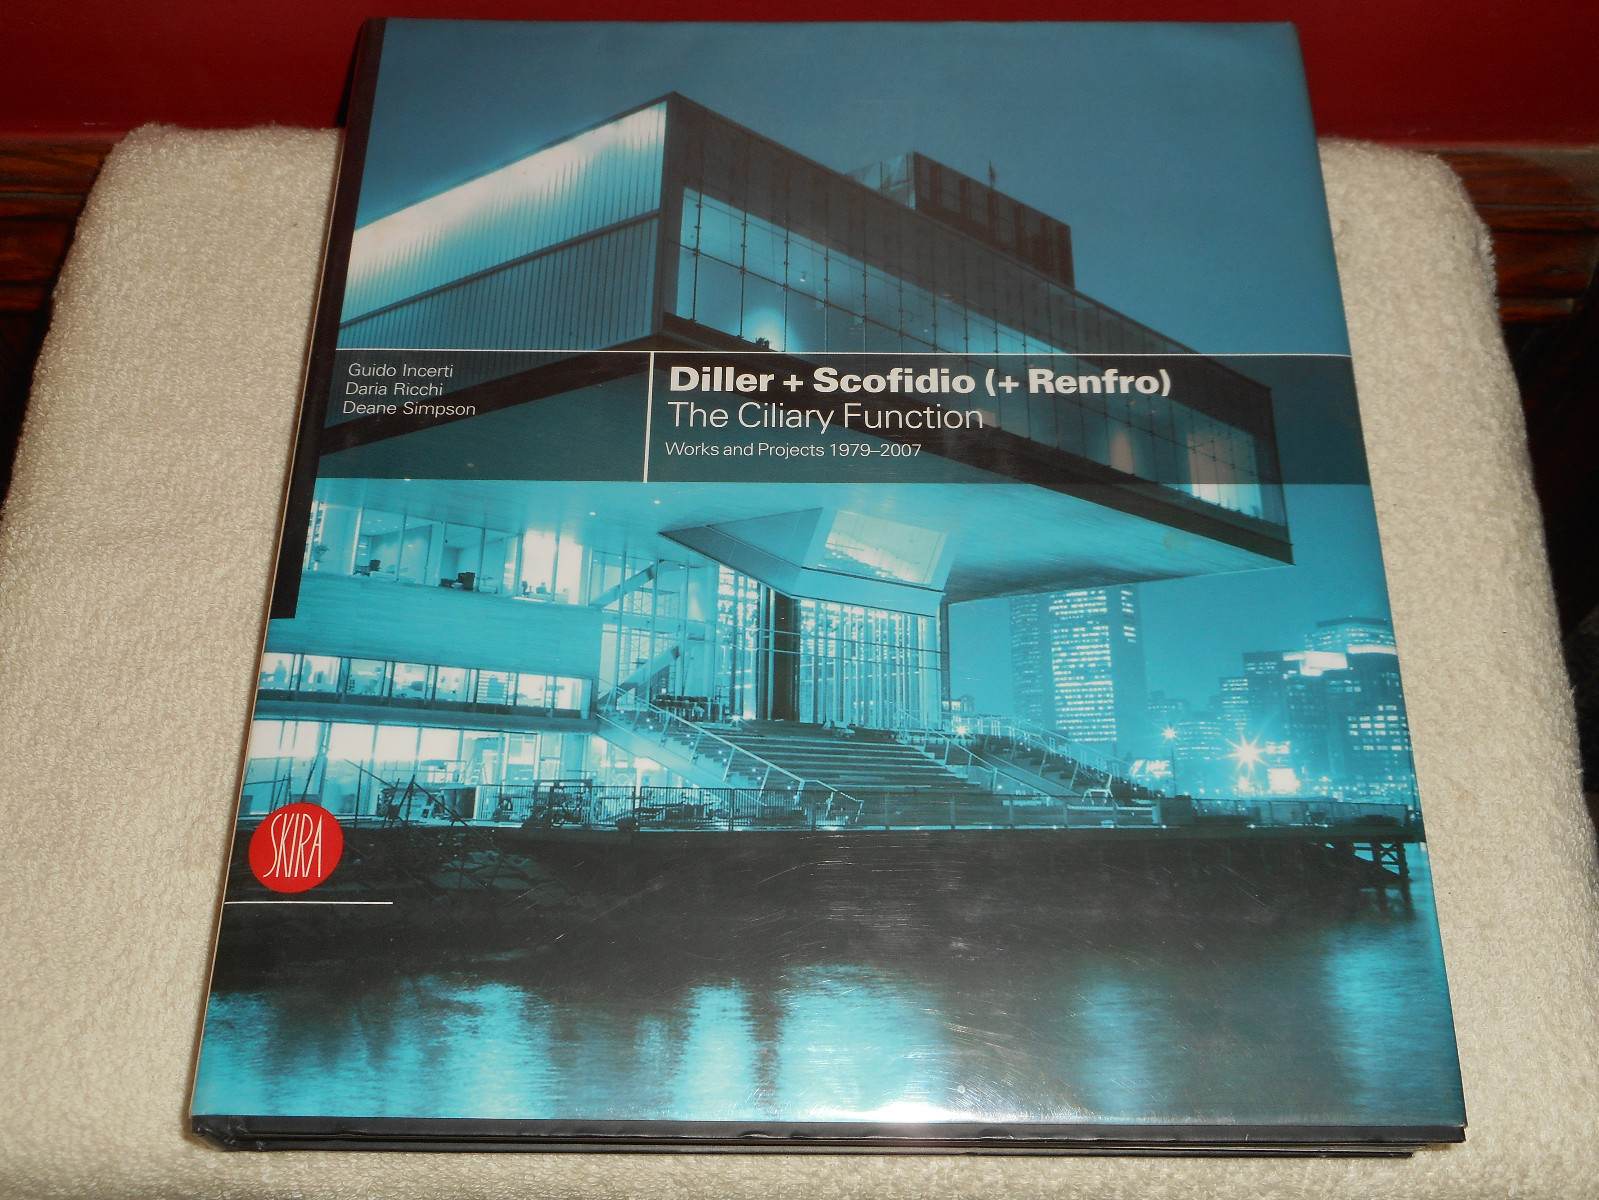 Guido Incerti
Daria Ricchi
Deane Simpson
Diller + Scofidio (+ Renfro)
The Ciliary Function
Works and Projects 1979–2007
SKIRA